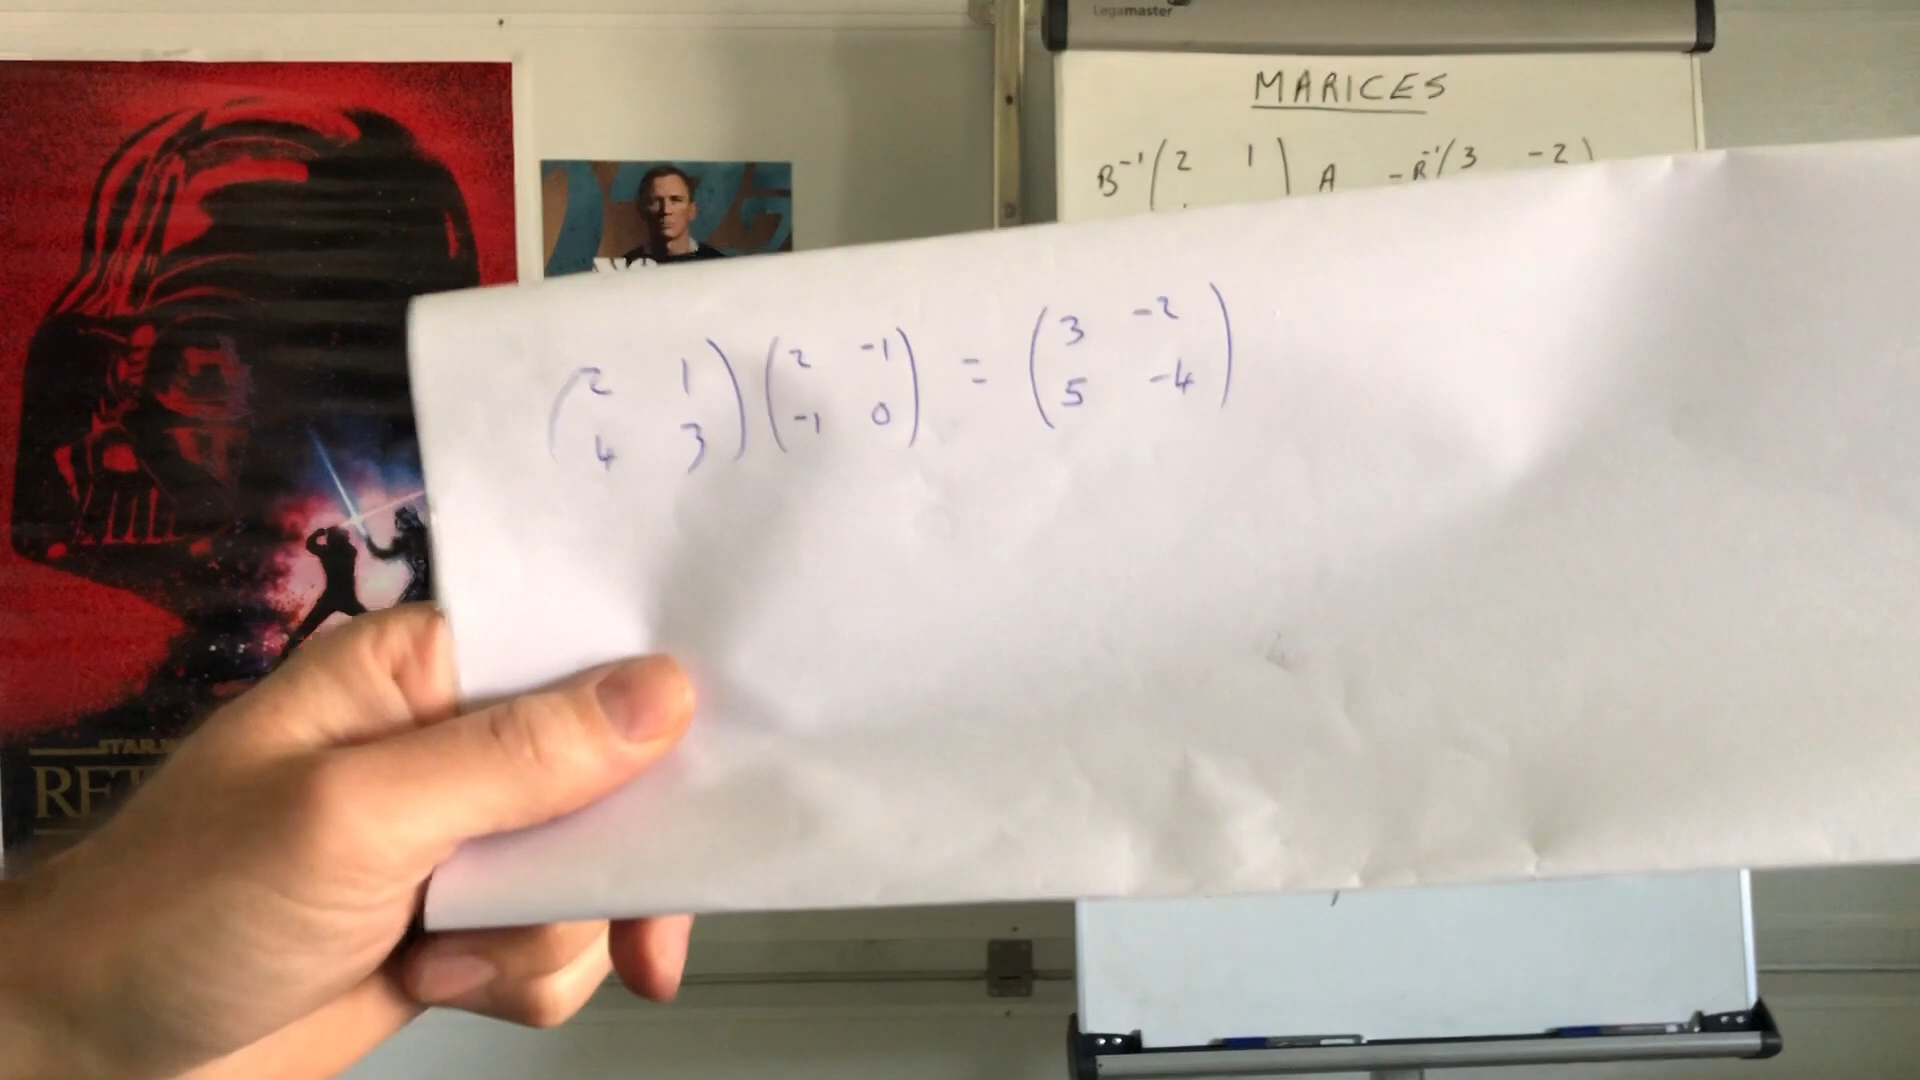 Legamaster
MARICES
B⁻¹ ( 2 1 ) A - B⁻¹ ( 3 -2 )
( 2 1 ) ( 2 -1 ) = ( 3 -2 )
( 4 3 ) ( -1 0 ) = ( 5 -4 )
STAR
RET